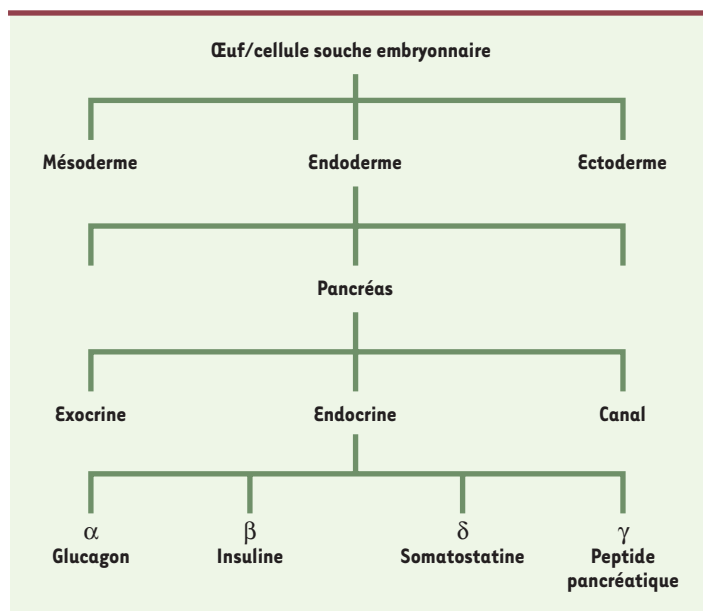 Œuf/cellule souche embryonnaire
Mésoderme Endoderme Ectoderme
Pancréas
Exocrine Endocrine Canal
α β δ γ
Glucagon Insuline Somatostatine Peptide
pancréatique